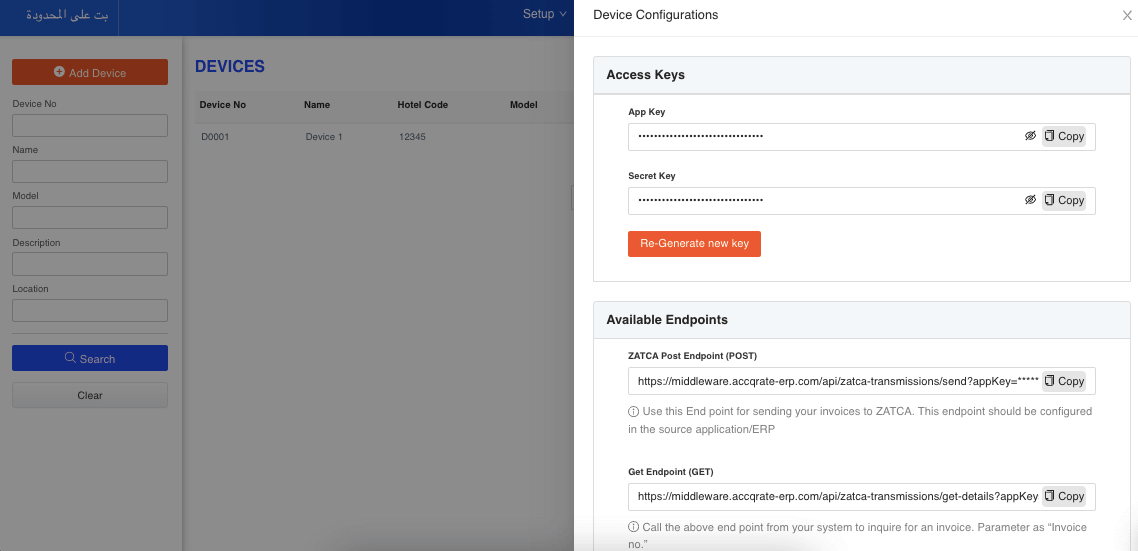 بت على المحدودة
Setup
Device Configurations
Add Device
Device No
Name
Model
Description
Location
Search
Clear
DEVICES
Device No Name Hotel Code Model
D0001 Device 1 12345
Access Keys
App Key
•••••••••••••••••••••••••••••••• Copy
Secret Key
•••••••••••••••••••••••••••••••• Copy
Re-Generate new key
Available Endpoints
ZATCA Post Endpoint (POST)
https://middleware.accqrate-erp.com/api/zatca-transmissions/send?appKey=***** Copy
Use this End point for sending your invoices to ZATCA. This endpoint should be configured
in the source application/ERP
Get Endpoint (GET)
https://middleware.accqrate-erp.com/api/zatca-transmissions/get-details?appKey Copy
Call the above end point from your system to inquire for an invoice. Parameter as “Invoice
no.”